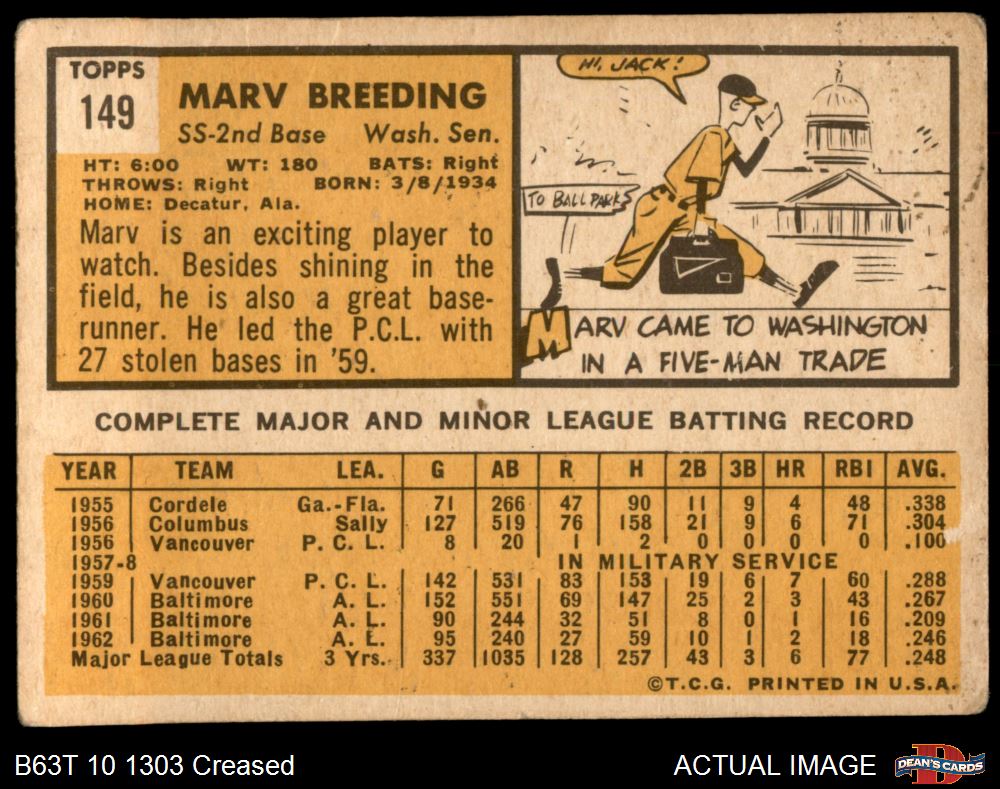 TOPPS
149
MARV BREEDING
SS-2nd Base Wash. Sen.
HT: 6:00 WT: 180 BATS: Right
THROWS: Right BORN: 3/8/1934
HOME: Decatur, Ala.
Marv is an exciting player to
watch. Besides shining in the
field, he is also a great base-
runner. He led the P.C.L. with
27 stolen bases in '59.
HI, JACK!
TO BALL PARK
MARV CAME TO WASHINGTON
IN A FIVE-MAN TRADE
COMPLETE MAJOR AND MINOR LEAGUE BATTING RECORD
YEAR TEAM LEA. G AB R H 2B 3B HR RBI AVG.
1955 Cordele Ga.-Fla. 71 266 47 90 11 9 4 48 .338
1956 Columbus Sally 127 519 76 158 21 9 6 71 .304
1956 Vancouver P. C. L. 8 20 1 2 0 0 0 0 .100
1957-8 IN MILITARY SERVICE
1959 Vancouver P. C. L. 142 531 83 153 19 6 7 60 .288
1960 Baltimore A. L. 152 551 69 147 25 2 3 43 .267
1961 Baltimore A. L. 90 244 32 51 8 0 1 16 .209
1962 Baltimore A. L. 95 240 27 59 10 1 2 18 .246
Major League Totals 3 Yrs. 337 1035 128 257 43 3 6 77 .248
©T.C.G. PRINTED IN U.S.A.
B63T 10 1303 Creased
ACTUAL IMAGE
D
DEAN'S CARDS